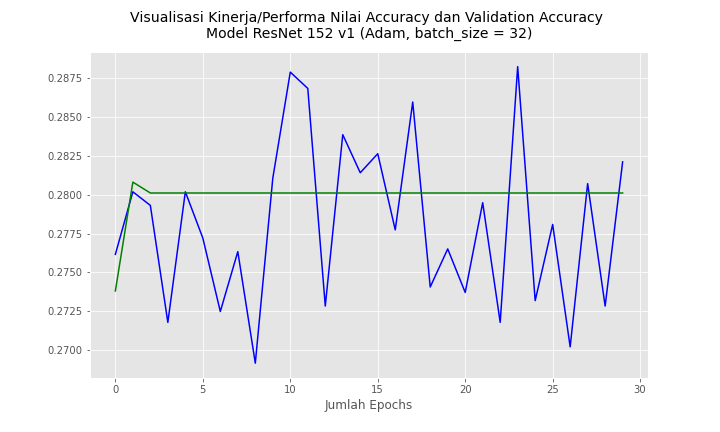 Visualisasi Kinerja/Performa Nilai Accuracy dan Validation Accuracy
Model ResNet 152 v1 (Adam, batch_size = 32)
0.2875
0.2850
0.2825
0.2800
0.2775
0.2750
0.2725
0.2700
0 5 10 15 20 25 30
Jumlah Epochs